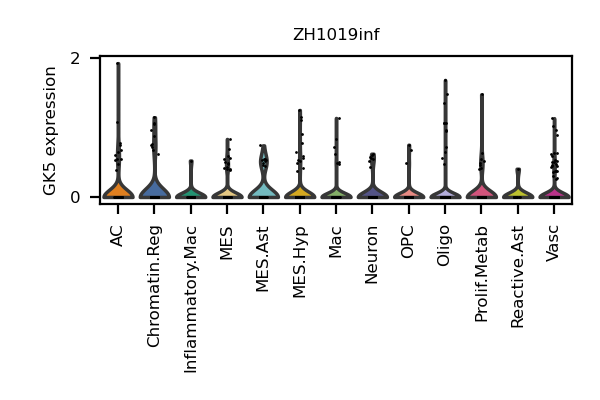 ZH1019inf
GK5 expression
2
0
AC
Chromatin.Reg
Inflammatory.Mac
MES
MES.Ast
MES.Hyp
Mac
Neuron
OPC
Oligo
Prolif.Metab
Reactive.Ast
Vasc